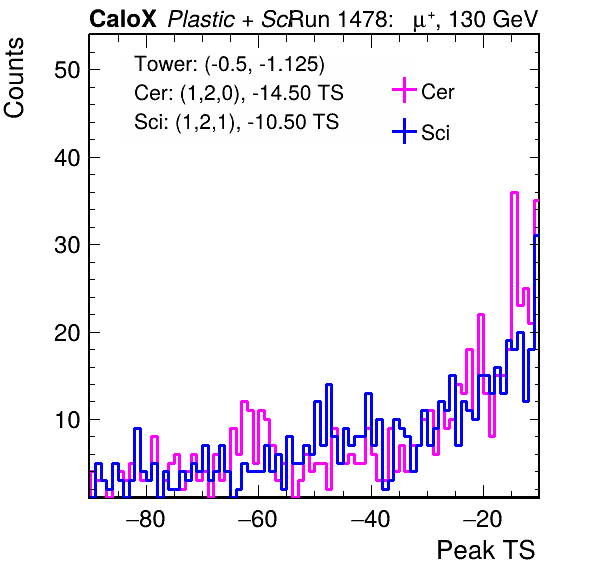 CaloX Plastic + Sci Run 1478: μ+, 130 GeV
Counts
Tower: (-0.5, -1.125)
Cer: (1,2,0), -14.50 TS
Sci: (1,2,1), -10.50 TS
Cer
Sci
50
40
30
20
10
−80 −60 −40 −20
Peak TS